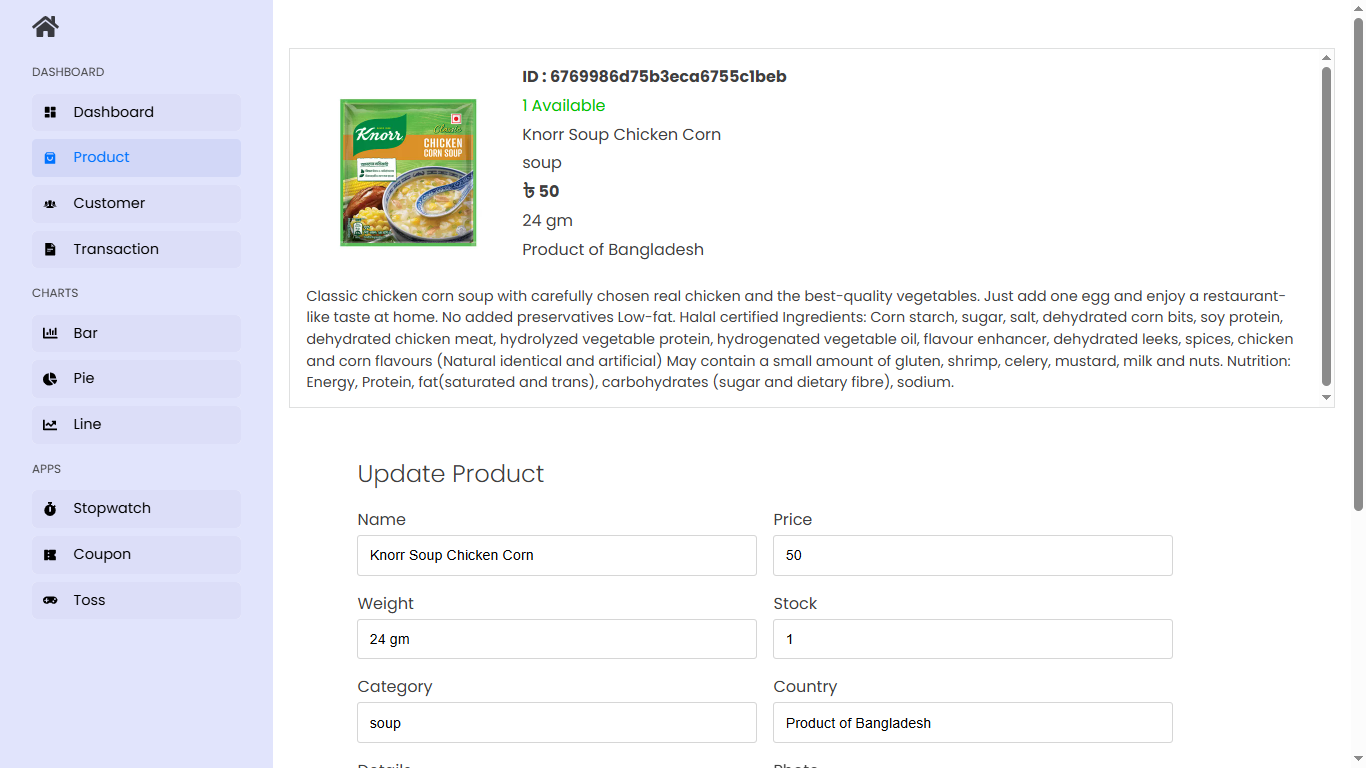 DASHBOARD
Dashboard
Product
Customer
Transaction
CHARTS
Bar
Pie
Line
APPS
Stopwatch
Coupon
Toss
Knorr
Classic
CHICKEN
CORN SOUP
ID : 6769986d75b3eca6755c1beb
1 Available
Knorr Soup Chicken Corn
soup
৳ 50
24 gm
Product of Bangladesh
Classic chicken corn soup with carefully chosen real chicken and the best-quality vegetables. Just add one egg and enjoy a restaurant-
like taste at home. No added preservatives Low-fat. Halal certified Ingredients: Corn starch, sugar, salt, dehydrated corn bits, soy protein,
dehydrated chicken meat, hydrolyzed vegetable protein, hydrogenated vegetable oil, flavour enhancer, dehydrated leeks, spices, chicken
and corn flavours (Natural identical and artificial) May contain a small amount of gluten, shrimp, celery, mustard, milk and nuts. Nutrition:
Energy, Protein, fat(saturated and trans), carbohydrates (sugar and dietary fibre), sodium.
Update Product
Name
Price
Knorr Soup Chicken Corn
50
Weight
Stock
24 gm
1
Category
Country
soup
Product of Bangladesh
Details
Photo